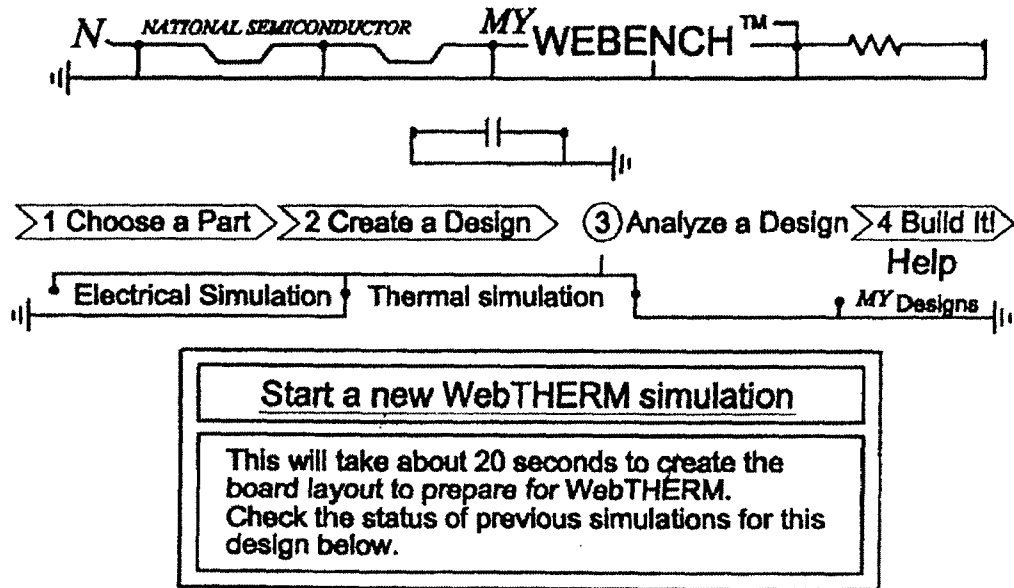 N NATIONAL SEMICONDUCTOR MY WEBENCH™
1 Choose a Part 2 Create a Design 3 Analyze a Design 4 Build It!
Help
Electrical Simulation Thermal simulation MY Designs
Start a new WebTHERM simulation
This will take about 20 seconds to create the
board layout to prepare for WebTHERM.
Check the status of previous simulations for this
design below.